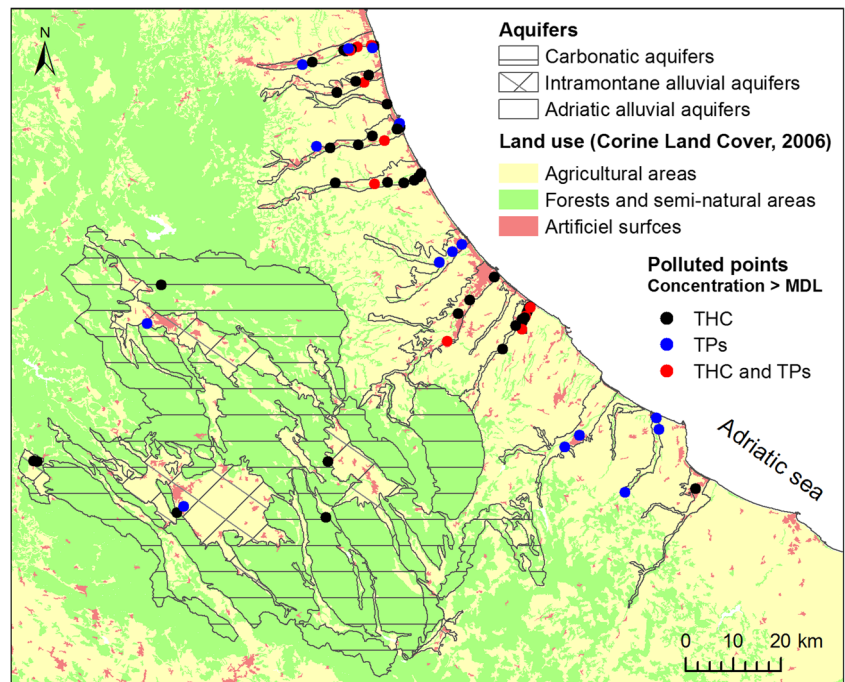 N
Aquifers
Carbonatic aquifers
Intramontane alluvial aquifers
Adriatic alluvial aquifers
Land use (Corine Land Cover, 2006)
Agricultural areas
Forests and semi-natural areas
Artificiel surfces
Polluted points
Concentration > MDL
THC
TPs
THC and TPs
Adriatic sea
0 10 20 km